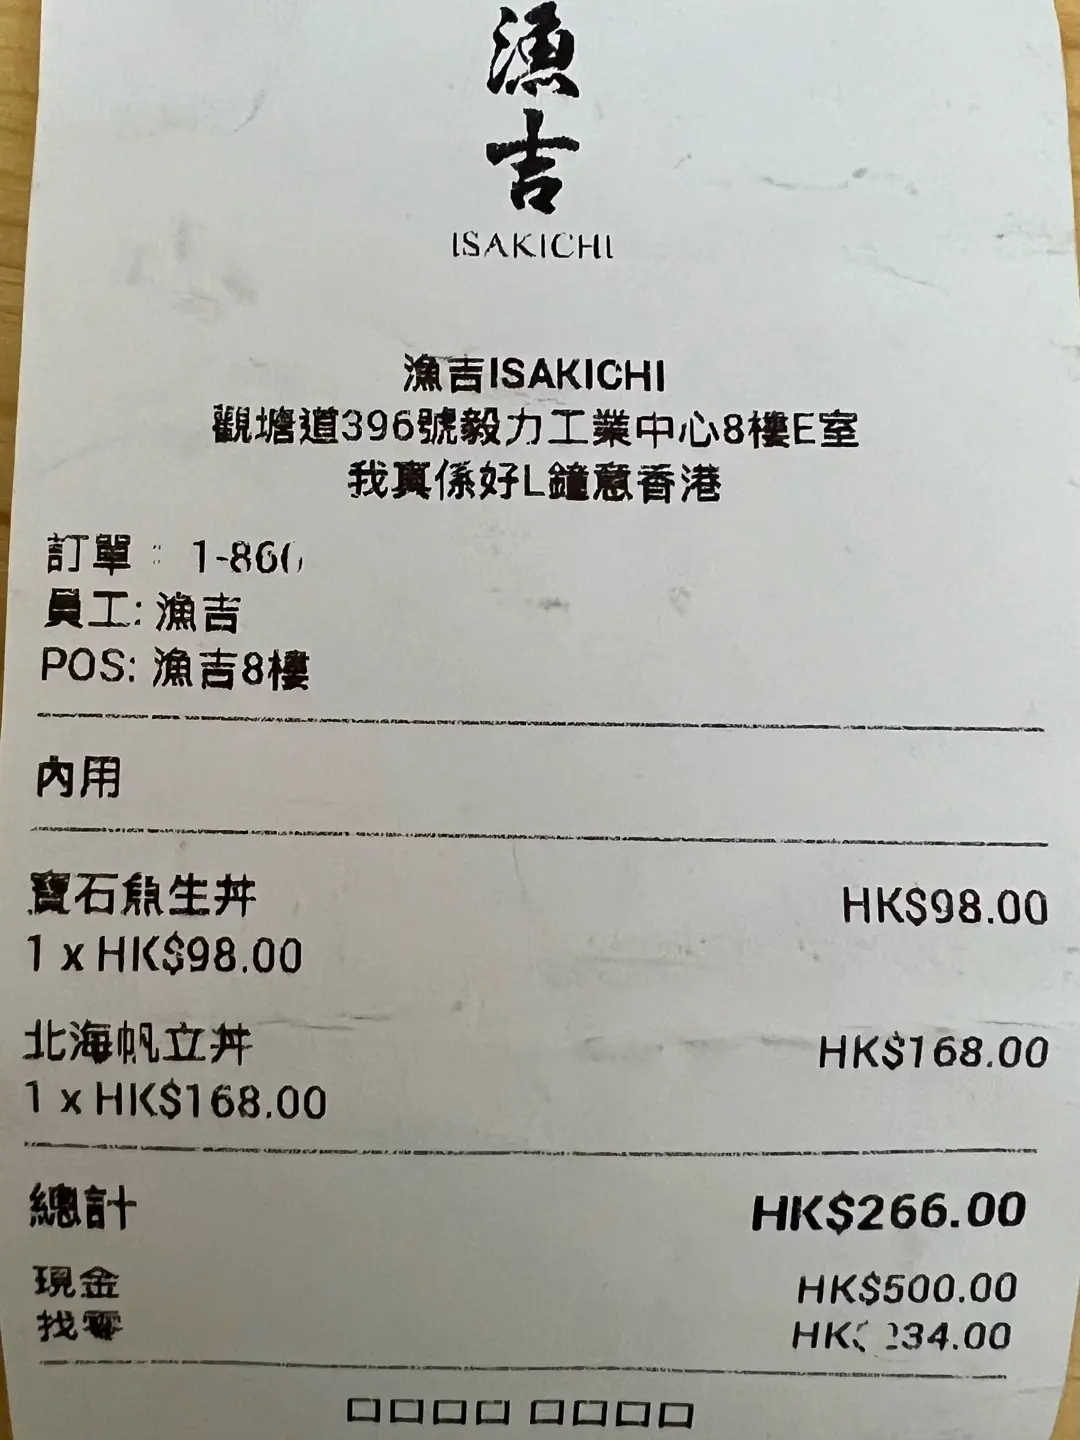 漁吉
ISAKICHI
漁吉ISAKICHI
觀塘道396號毅力工業中心8樓E室
我真係好L鐘意香港
訂單:
員工: 漁吉
POS: 漁吉8樓
內用
寶石魚生丼 HK$98.00
1 x HK$98.00
北海帆立丼 HK$168.00
1 x HK$168.00
總計 HK$266.00
現金 HK$500.00
找零 HK$234.00
□□□□ □□□□